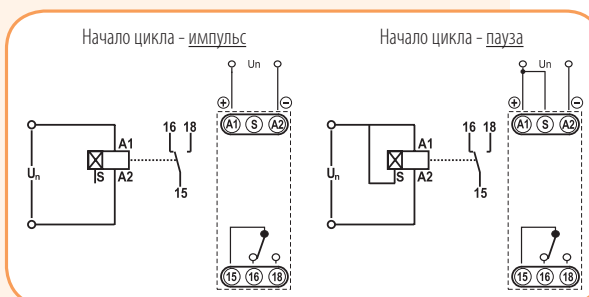 Начало цикла - импульс
Un
A1 S A2
16 18
A1
Un
S A2
15
15 16 18
Начало цикла - пауза
Un
A1 S A2
16 18
A1
Un
S A2
15
15 16 18